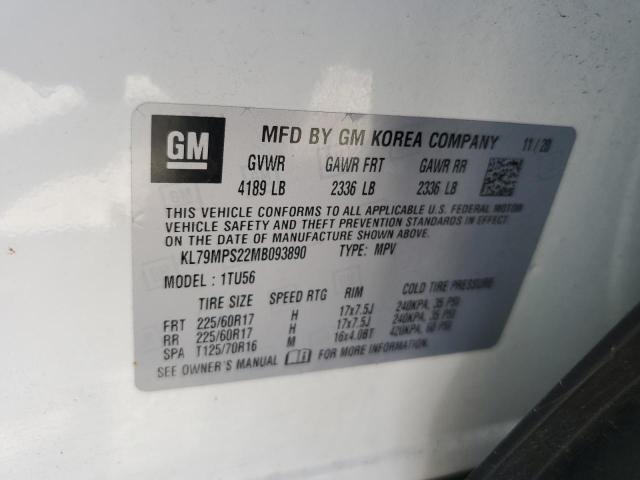 GM MFD BY GM KOREA COMPANY 11/20
GVWR GAWR FRT GAWR RR
4189 LB 2336 LB 2336 LB
THIS VEHICLE CONFORMS TO ALL APPLICABLE U.S. FEDERAL MOTOR
VEHICLE SAFETY AND THEFT PREVENTION STANDARDS IN EFFECT ON
THE DATE OF MANUFACTURE SHOWN ABOVE.
KL79MPS22MB093890 TYPE: MPV
MODEL: 1TU56
TIRE SIZE SPEED RTG RIM COLD TIRE PRESSURE
FRT 225/60R17 H 17x7.5J 240KPA, 35 PSI
RR 225/60R17 H 17x7.5J 240KPA, 35 PSI
SPA T125/70R16 M 16x4.0BT 420KPA, 60 PSI
SEE OWNER'S MANUAL FOR MORE INFORMATION